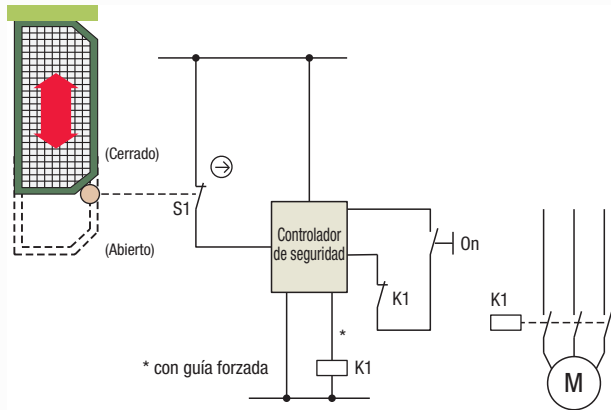 (Cerrado)
S1
(Abierto)
Controlador
de seguridad
On
K1
K1
*
* con guía forzada
K1
M